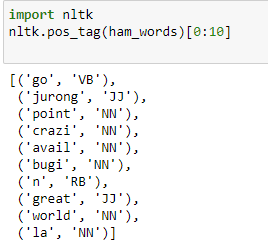 import nltk
nltk.pos_tag(ham_words)[0:10]
[('go', 'VB'),
('jurong', 'JJ'),
('point', 'NN'),
('crazi', 'NN'),
('avail', 'NN'),
('bugi', 'NN'),
('n', 'RB'),
('great', 'JJ'),
('world', 'NN'),
('la', 'NN')]